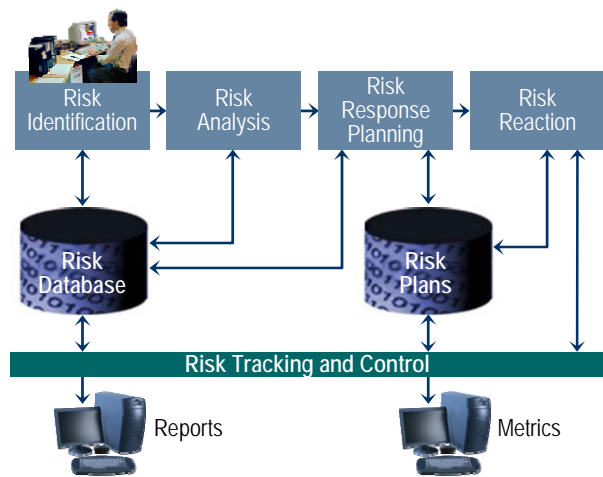 Risk
Identification
Risk
Analysis
Risk
Response
Planning
Risk
Reaction
Risk
Database
Risk
Plans
Risk Tracking and Control
Reports
Metrics